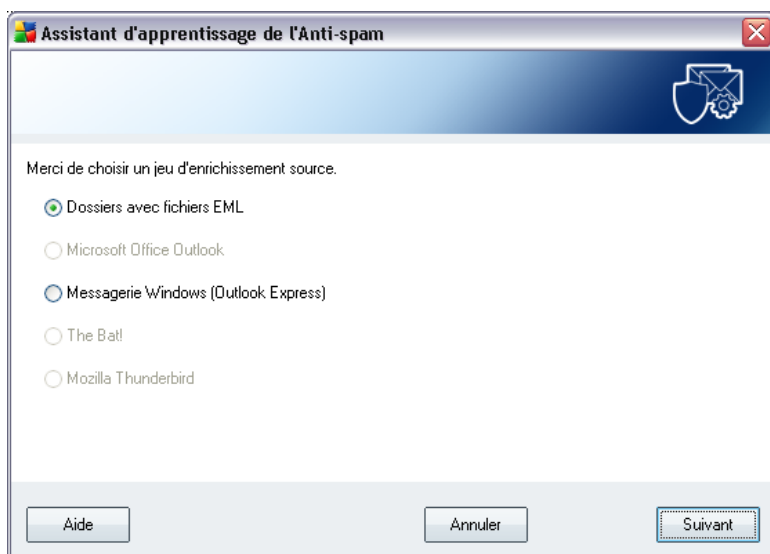 Assistant d'apprentissage de l'Anti-spam
Merci de choisir un jeu d'enrichissement source.
Dossiers avec fichiers EML
Microsoft Office Outlook
Messagerie Windows (Outlook Express)
The Bat!
Mozilla Thunderbird
Aide
Annuler
Suivant